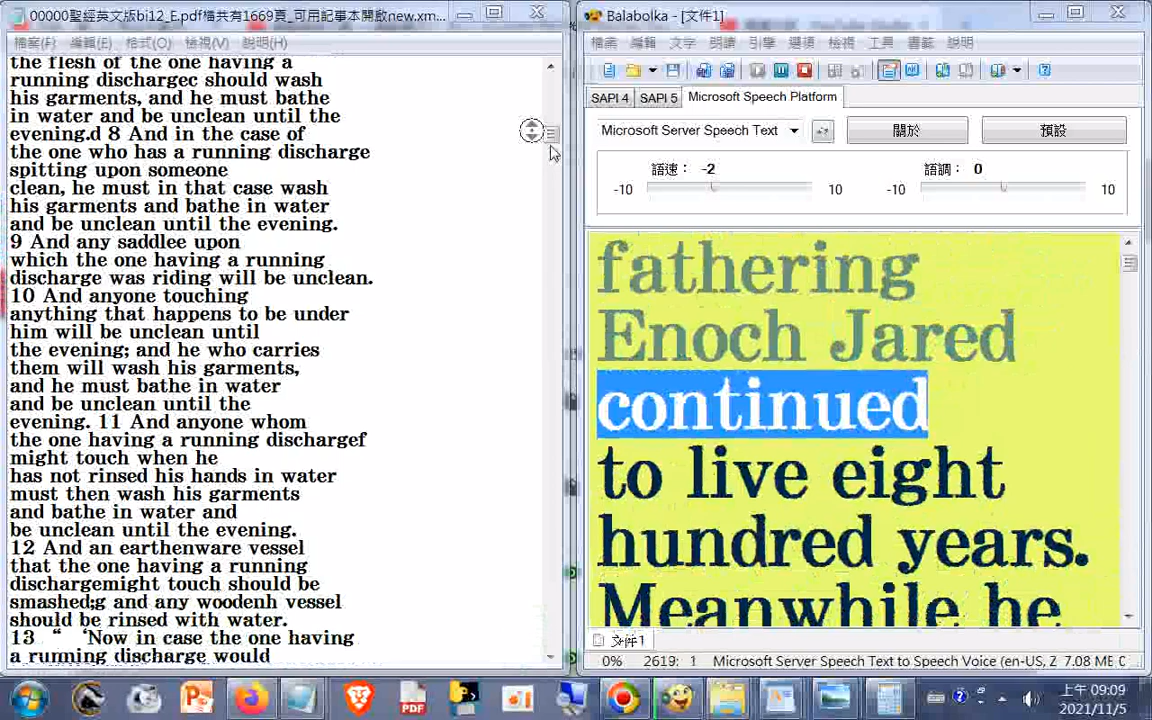 00000聖經英文版bi12_E.pdf檔共有1669頁_可用記事本開啟new.xm...
檔案(F) 編輯(E) 格式(O) 檢視(V) 說明(H)
the flesh of the one having a
running dischargec should wash
his garments, and he must bathe
in water and be unclean until the
evening.d 8 And in the case of
the one who has a running discharge
spitting upon someone
clean, he must in that case wash
his garments and bathe in water
and be unclean until the evening.
9 And any saddlee upon
which the one having a running
discharge was riding will be unclean.
10 And anyone touching
anything that happens to be under
him will be unclean until
the evening; and he who carries
them will wash his garments,
and he must bathe in water
and be unclean until the
evening. 11 And anyone whom
the one having a running dischargef
might touch when he
has not rinsed his hands in water
must then wash his garments
and bathe in water and
be unclean until the evening.
12 And an earthenware vessel
that the one having a running
dischargemight touch should be
smashed;g and any woodenh vessel
should be rinsed with water.
13 “ ‘Now in case the one having
a running discharge would
Balabolka - [文件1]
檔案 編輯 文字 朗讀 引擎 選項 檢視 工具 書籤 說明
SAPI 4 SAPI 5 Microsoft Speech Platform
Microsoft Server Speech Text 關於 預設
語速： -2 語調： 0
-10 10 -10 10
fathering
Enoch Jared
continued
to live eight
hundred years.
Meanwhile he
文件1
0% 2619: 1 Microsoft Server Speech Text to Speech Voice (en-US, Z 7.08 ME C
上午 09:09
2021/11/5